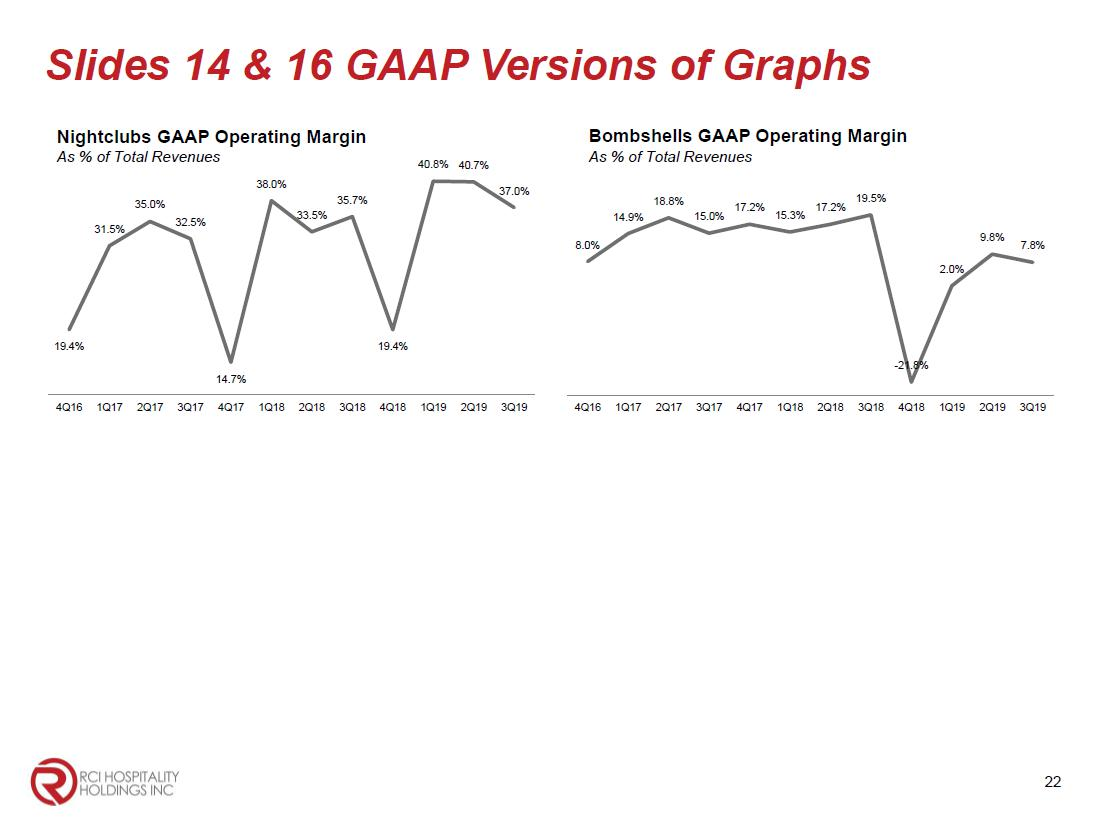 Slides 14 & 16 GAAP Versions of Graphs
Nightclubs GAAP Operating Margin
As % of Total Revenues
40.8% 40.7%
38.0%
37.0%
35.0%
35.7%
33.5%
32.5%
31.5%
19.4%
19.4%
14.7%
4Q16 1Q17 2Q17 3Q17 4Q17 1Q18 2Q18 3Q18 4Q18 1Q19 2Q19 3Q19
Bombshells GAAP Operating Margin
As % of Total Revenues
8.0%
14.9%
18.8%
15.0%
17.2%
15.3%
17.2%
19.5%
-21.8%
2.0%
9.8%
7.8%
4Q16 1Q17 2Q17 3Q17 4Q17 1Q18 2Q18 3Q18 4Q18 1Q19 2Q19 3Q19
R
RCI HOSPITALITY
HOLDINGS INC
22